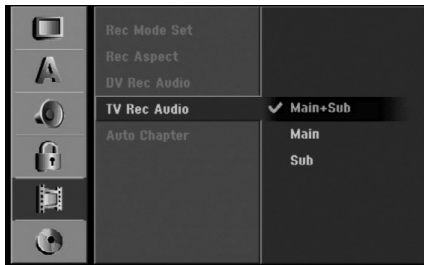 Rec Mode Set
Rec Aspect
DV Rec Audio
TV Rec Audio
Auto Chapter
Main+Sub
Main
Sub
A